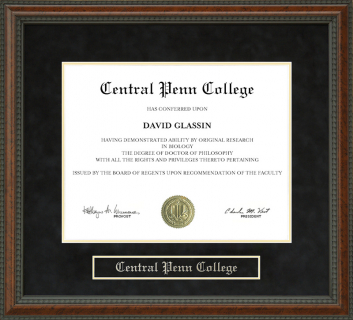 Central Penn College
HAS CONFERRED UPON
DAVID GLASSIN
HAVING DEMONSTRATED ABILITY BY ORIGINAL RESEARCH
IN BIOLOGY
THE DEGREE OF DOCTOR OF PHILOSOPHY
WITH ALL THE RIGHTS AND PRIVILEGES THERETO PERTAINING
ISSUED BY THE BOARD OF REGENTS UPON RECOMMENDATION OF THE FACULTY
PROVOST
PRESIDENT
Central Penn College